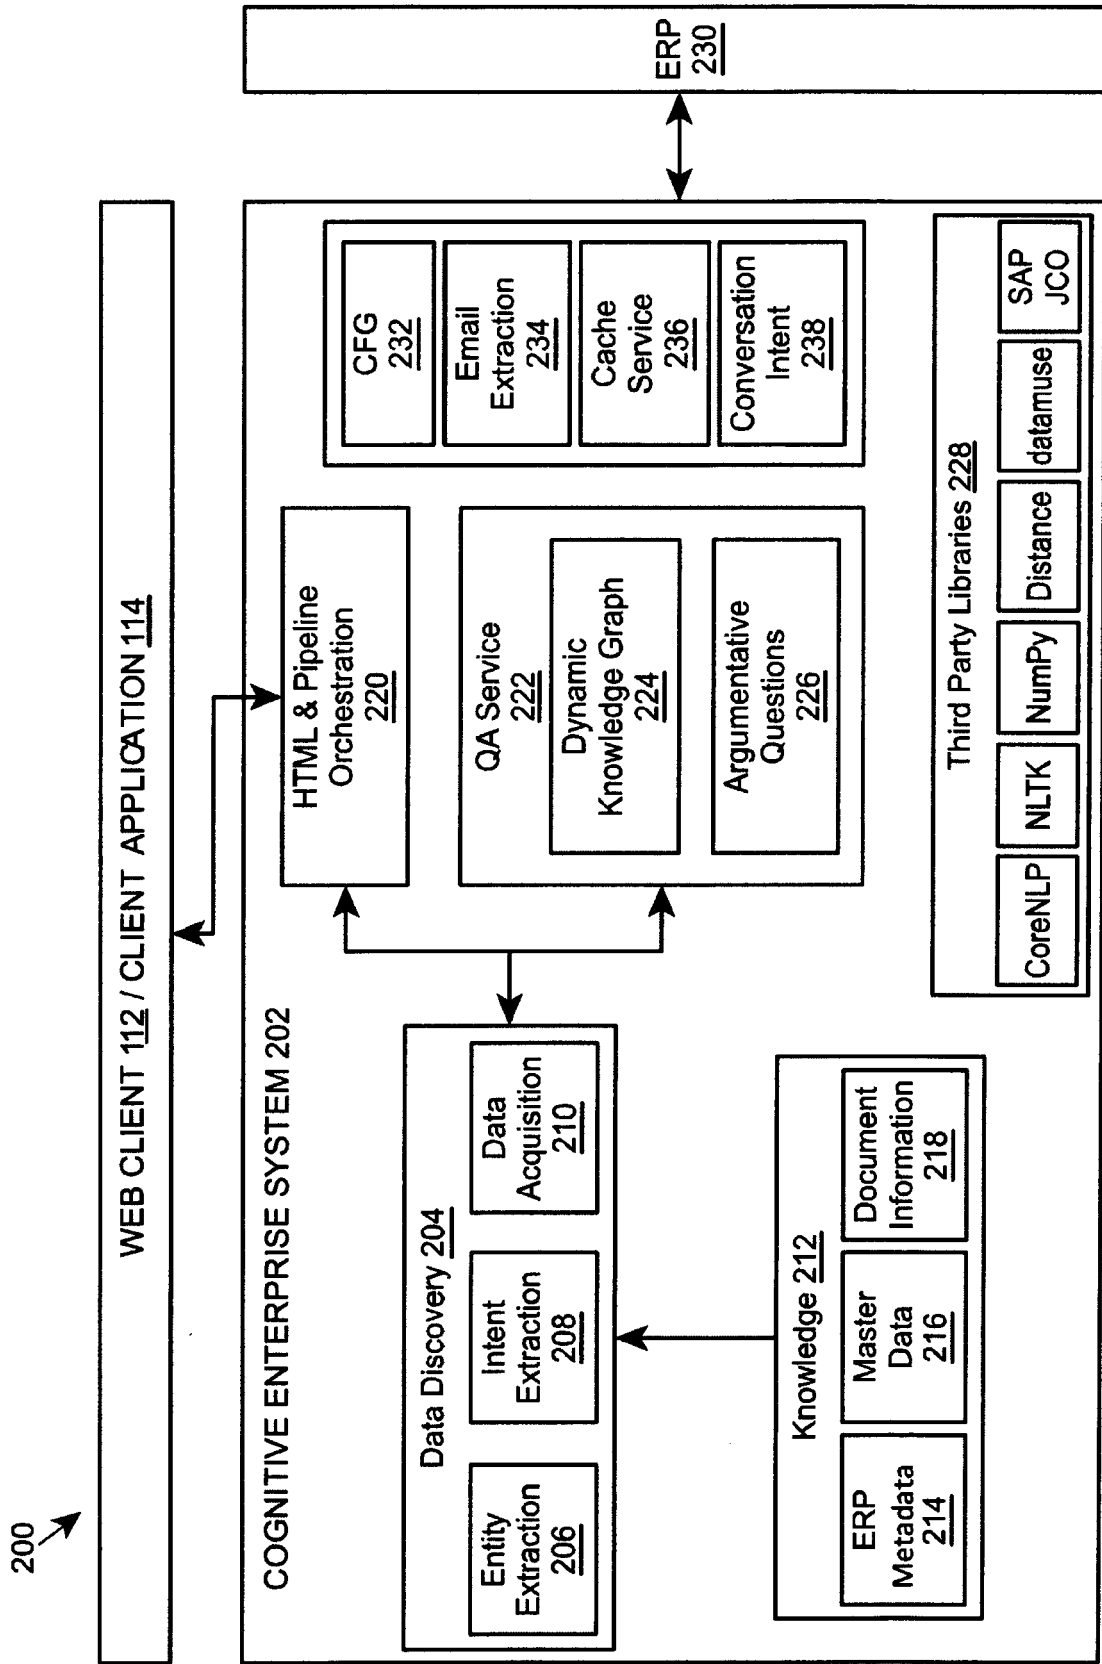 200
WEB CLIENT 112 / CLIENT APPLICATION 114
COGNITIVE ENTERPRISE SYSTEM 202
Data Discovery 204
Entity
Extraction
206
Intent
Extraction
208
Data
Acquisition
210
Knowledge 212
ERP
Metadata
214
Master
Data
216
Document
Information
218
HTML & Pipeline
Orchestration
220
QA Service
222
Dynamic
Knowledge Graph
224
Argumentative
Questions
226
CFG
232
Email
Extraction
234
Cache
Service
236
Conversation
Intent
238
Third Party Libraries 228
CoreNLP
NLTK
NumPy
Distance
datamuse
SAP
JCO
ERP
230